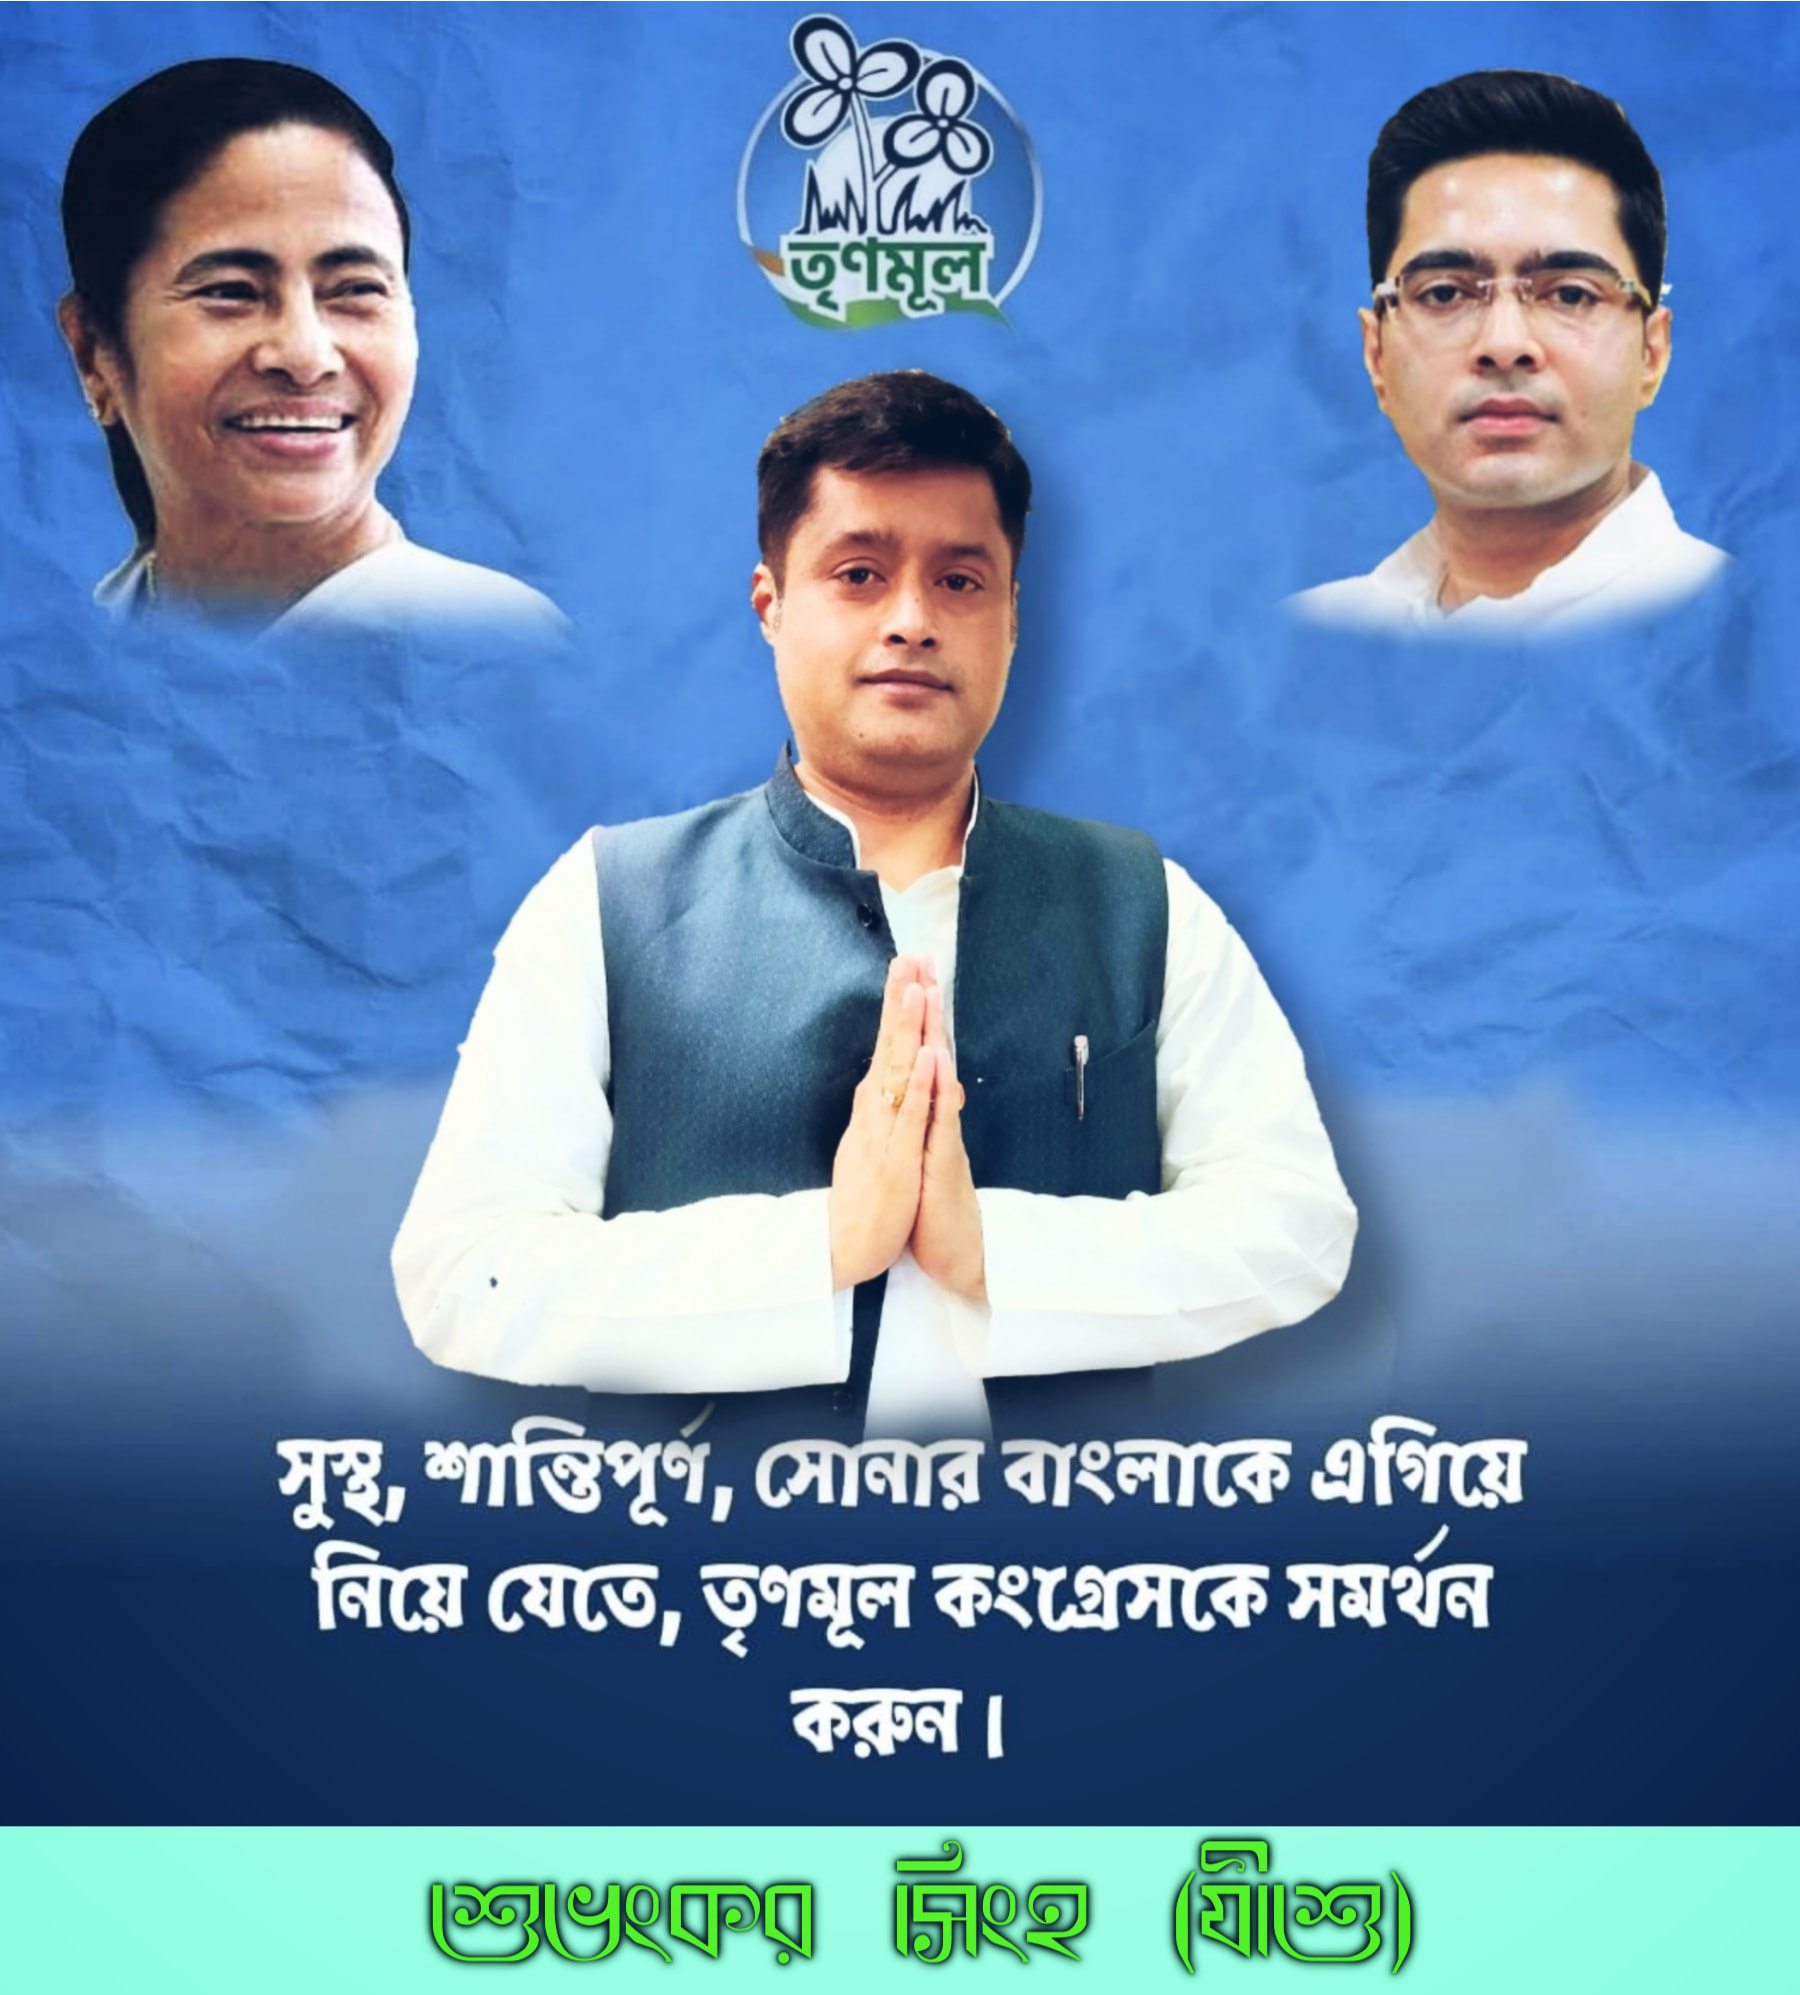 তৃণমূল
সুস্থ, শান্তিপূর্ণ, সোনার বাংলাকে এগিয়ে
নিয়ে যেতে, তৃণমূল কংগ্রেসকে সমর্থন
করুন।
শুভংকর সিংহ (যীশু)